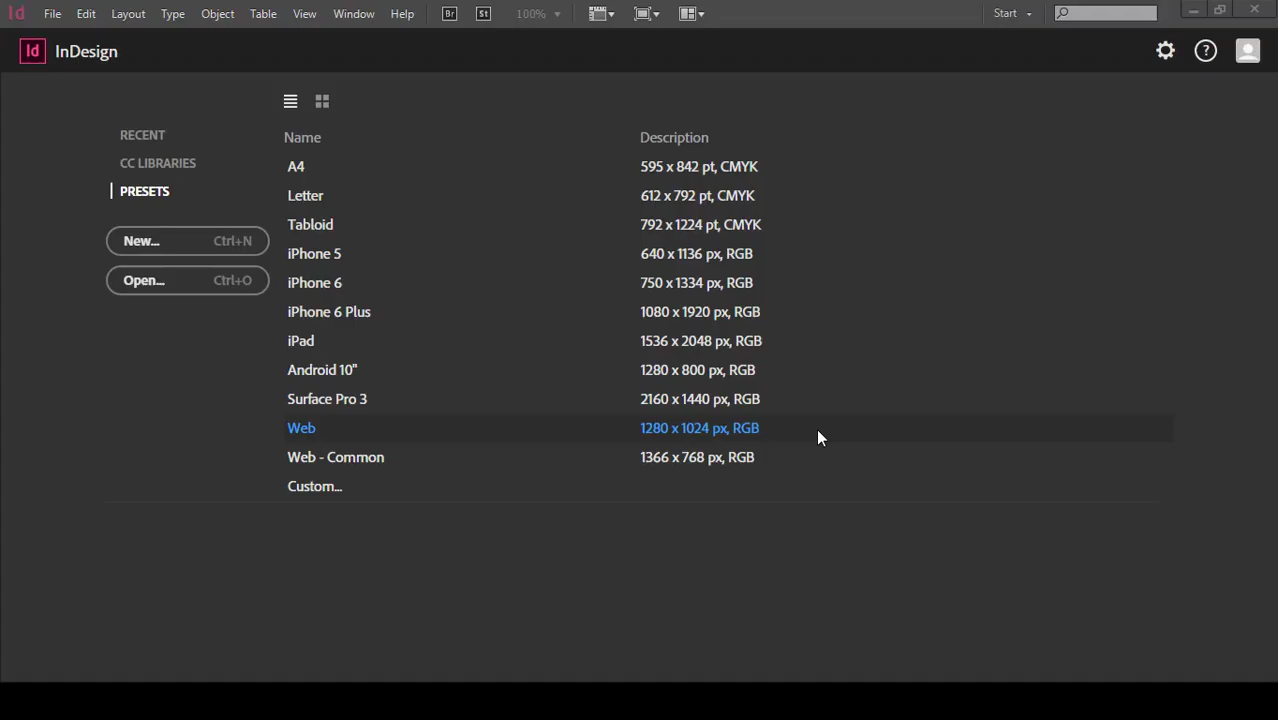 Id File Edit Layout Type Object Table View Window Help Br St 100% Start
Id InDesign
RECENT
CC LIBRARIES
PRESETS
New... Ctrl+N
Open... Ctrl+O
Name Description
A4 595 x 842 pt, CMYK
Letter 612 x 792 pt, CMYK
Tabloid 792 x 1224 pt, CMYK
iPhone 5 640 x 1136 px, RGB
iPhone 6 750 x 1334 px, RGB
iPhone 6 Plus 1080 x 1920 px, RGB
iPad 1536 x 2048 px, RGB
Android 10" 1280 x 800 px, RGB
Surface Pro 3 2160 x 1440 px, RGB
Web 1280 x 1024 px, RGB
Web - Common 1366 x 768 px, RGB
Custom...